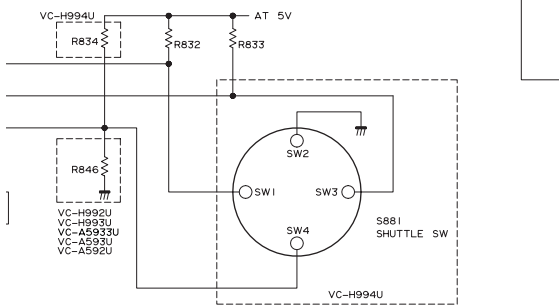 VC-H994U
AT 5V
R834
R832
R833
R846
VC-H992U
VC-H993U
VC-A5933U
VC-A593U
VC-A592U
SW2
SW1
SW3
SW4
S881
SHUTTLE SW
VC-H994U